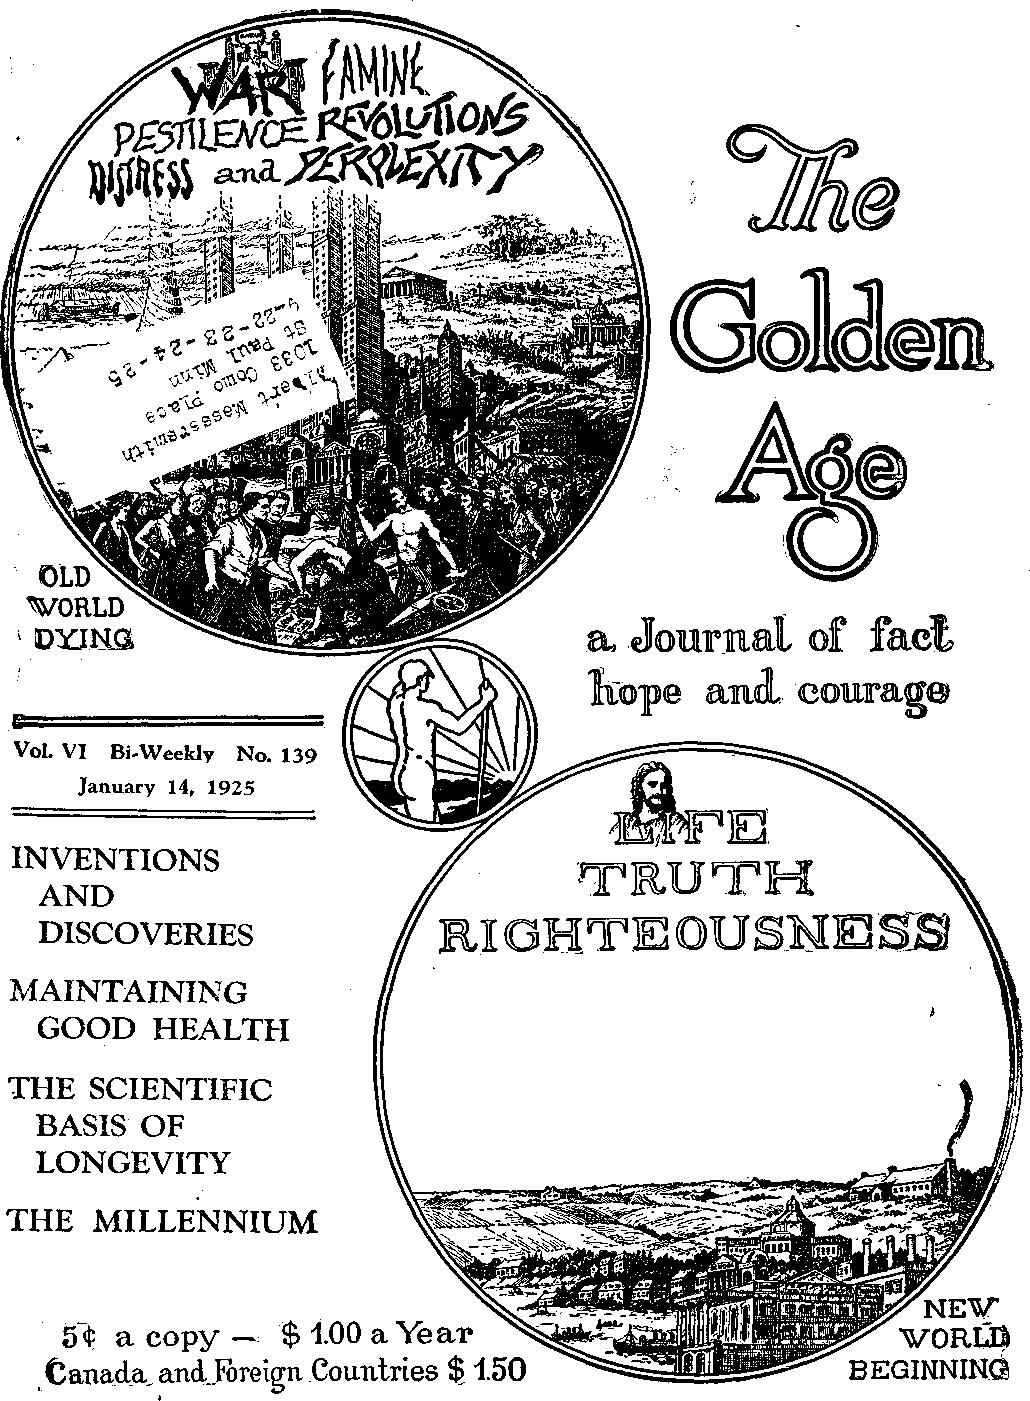 WAR FAMINE
PESTILENCE REVOLUTIONS
DISTRESS and PERPLEXITY
The
Golden
Age
Albert Masstermith
1033 Como Place
St Paul Minn
9-22-23-24-25
OLD
WORLD
DYING
a Journal of fact
hope and courage
Vol. VI Bi-Weekly No. 139
January 14, 1925
INVENTIONS
AND
DISCOVERIES
MAINTAINING
GOOD HEALTH
THE SCIENTIFIC
BASIS OF
LONGEVITY
THE MILLENNIUM
LIFE
TRUTH
RIGHTEOUSNESS
5¢ a copy — $ 1.00 a Year
Canada and Foreign Countries $ 1.50
NEW
WORLD
BEGINNING